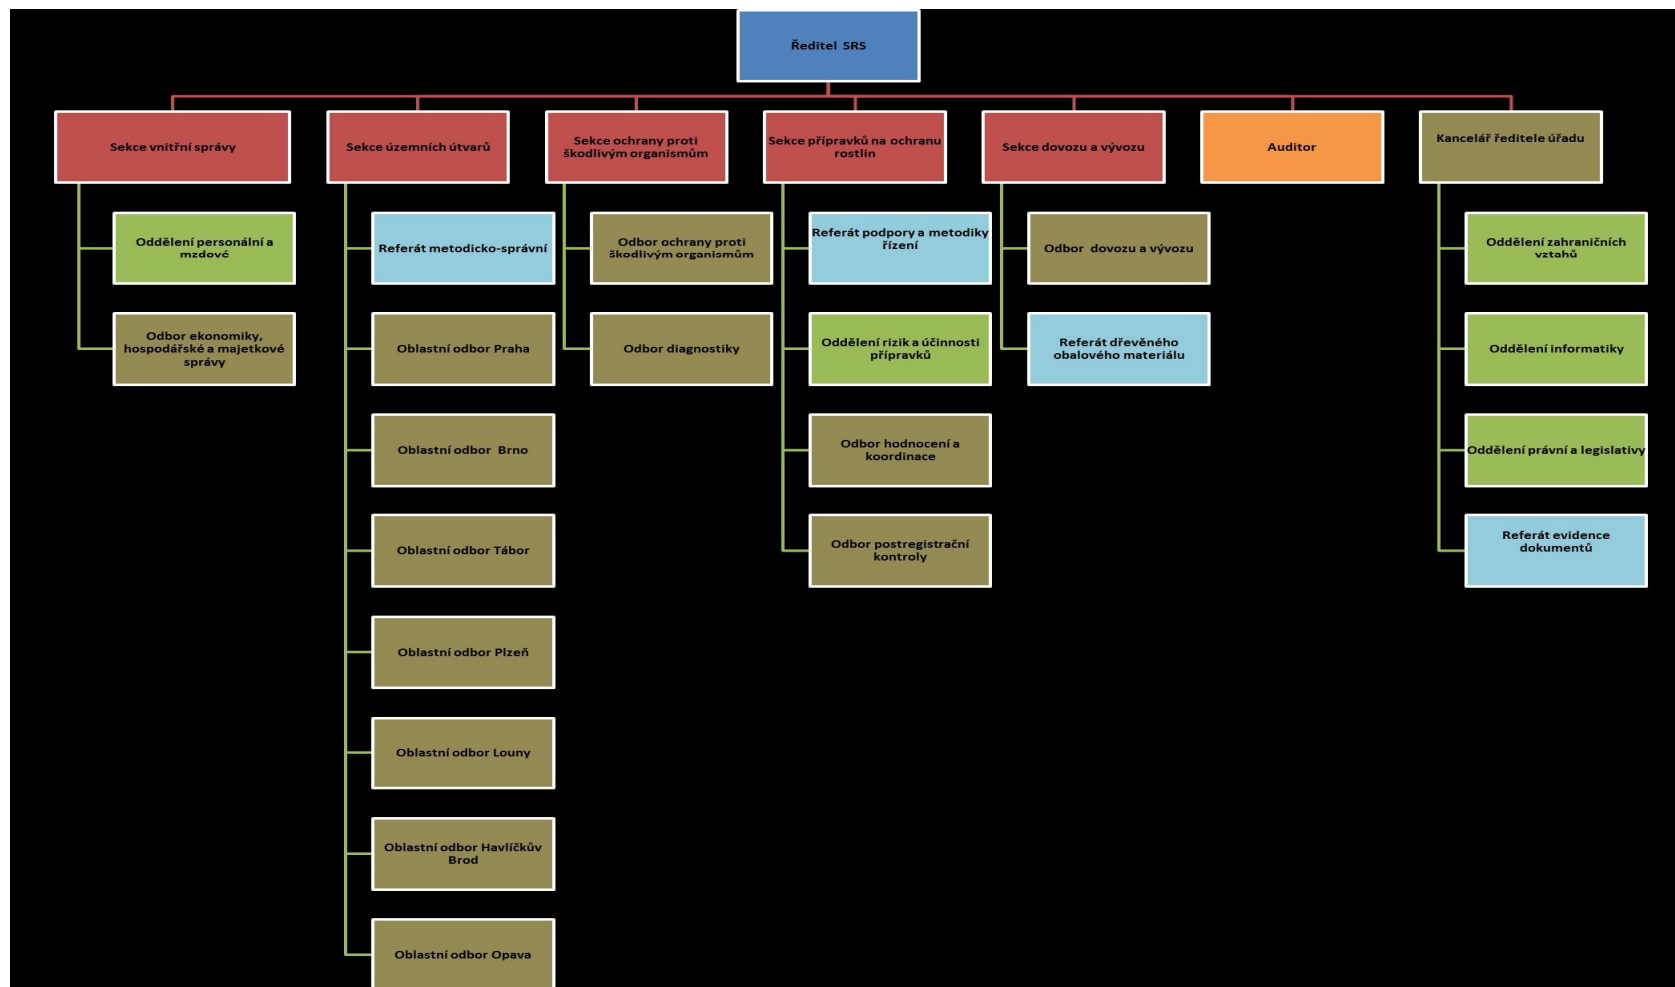 Ředitel SRS
Sekce vnitřní správy
Sekce územních útvarů
Sekce ochrany proti
škodlivým organismům
Sekce přípravků na ochranu
rostlin
Sekce dovozu a vývozu
Auditor
Kancelář ředitele úřadu
Oddělení personální a
mzdové
Odbor ekonomiky,
hospodářské a majetkové
správy
Referát metodicko-správní
Oblastní odbor Praha
Oblastní odbor Brno
Oblastní odbor Tábor
Oblastní odbor Plzeň
Oblastní odbor Louny
Oblastní odbor Havlíčkův
Brod
Oblastní odbor Opava
Odbor ochrany proti
škodlivým organismům
Odbor diagnostiky
Referát podpory a metodiky
řízení
Oddělení rizik a účinnosti
přípravků
Odbor hodnocení a
koordinace
Odbor postregistrační
kontroly
Odbor dovozu a vývozu
Referát dřevěného
obalového materiálu
Oddělení zahraničních
vztahů
Oddělení informatiky
Oddělení právní a legislativy
Referát evidence
dokumentů